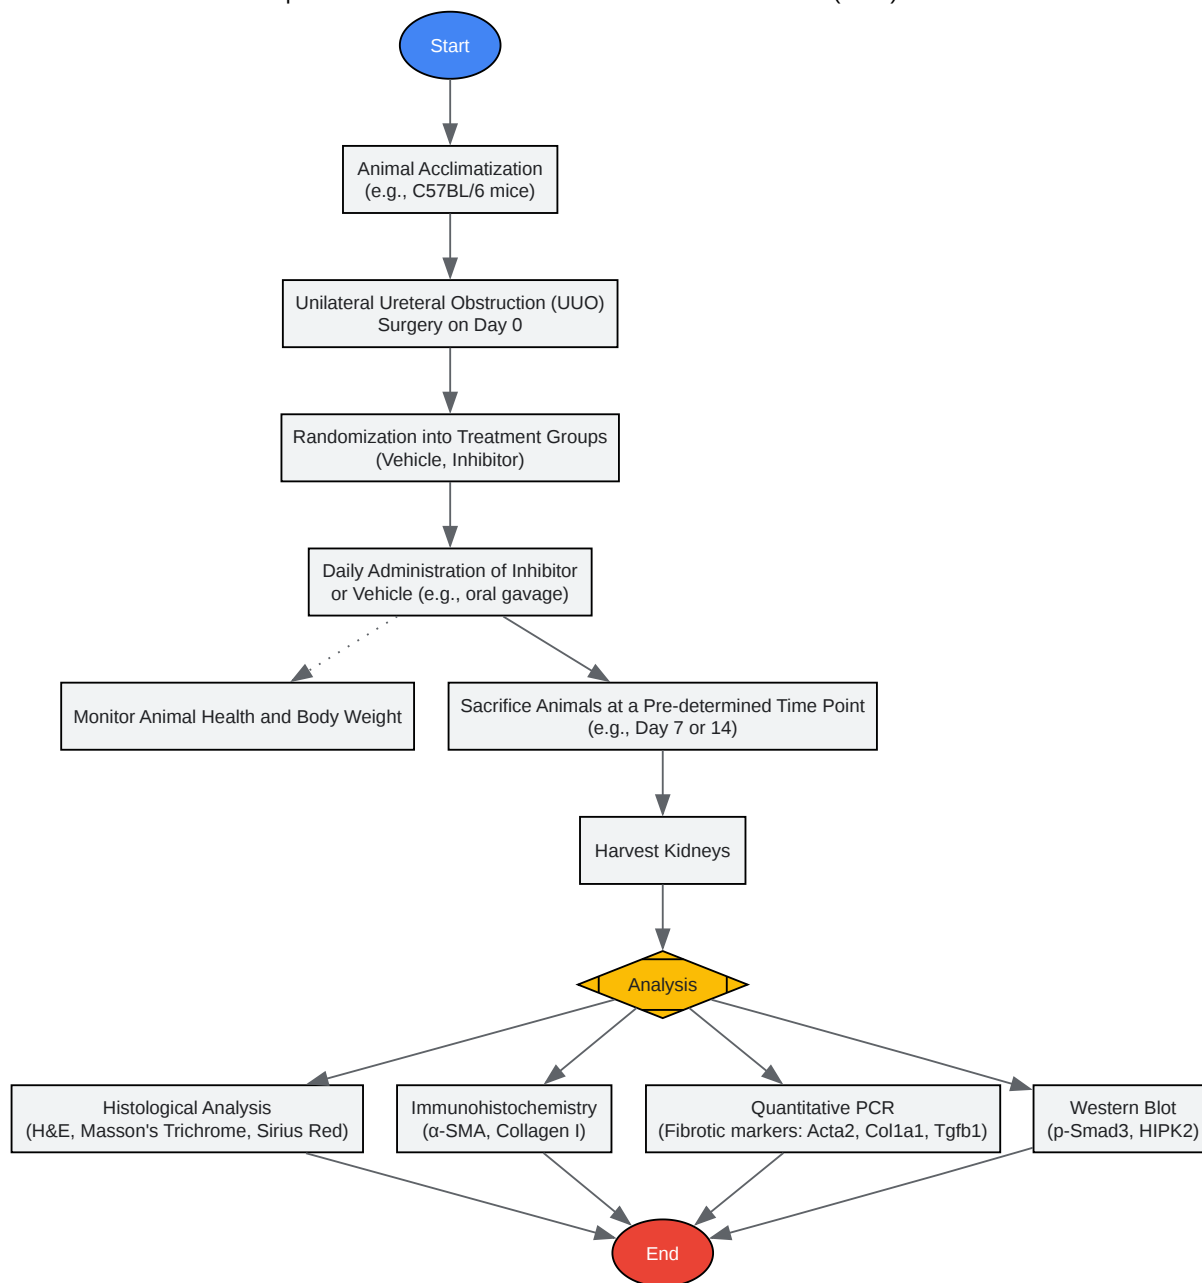 Start
Animal Acclimatization
(e.g., C57BL/6 mice)
Unilateral Ureteral Obstruction (UUO)
Surgery on Day 0
Randomization into Treatment Groups
(Vehicle, Inhibitor)
Daily Administration of Inhibitor
or Vehicle (e.g., oral gavage)
Monitor Animal Health and Body Weight
Sacrifice Animals at a Pre-determined Time Point
(e.g., Day 7 or 14)
Harvest Kidneys
Analysis
Histological Analysis
(H&E, Masson's Trichrome, Sirius Red)
Immunohistochemistry
(α-SMA, Collagen I)
Quantitative PCR
(Fibrotic markers: Acta2, Col1a1, Tgfb1)
Western Blot
(p-Smad3, HIPK2)
End